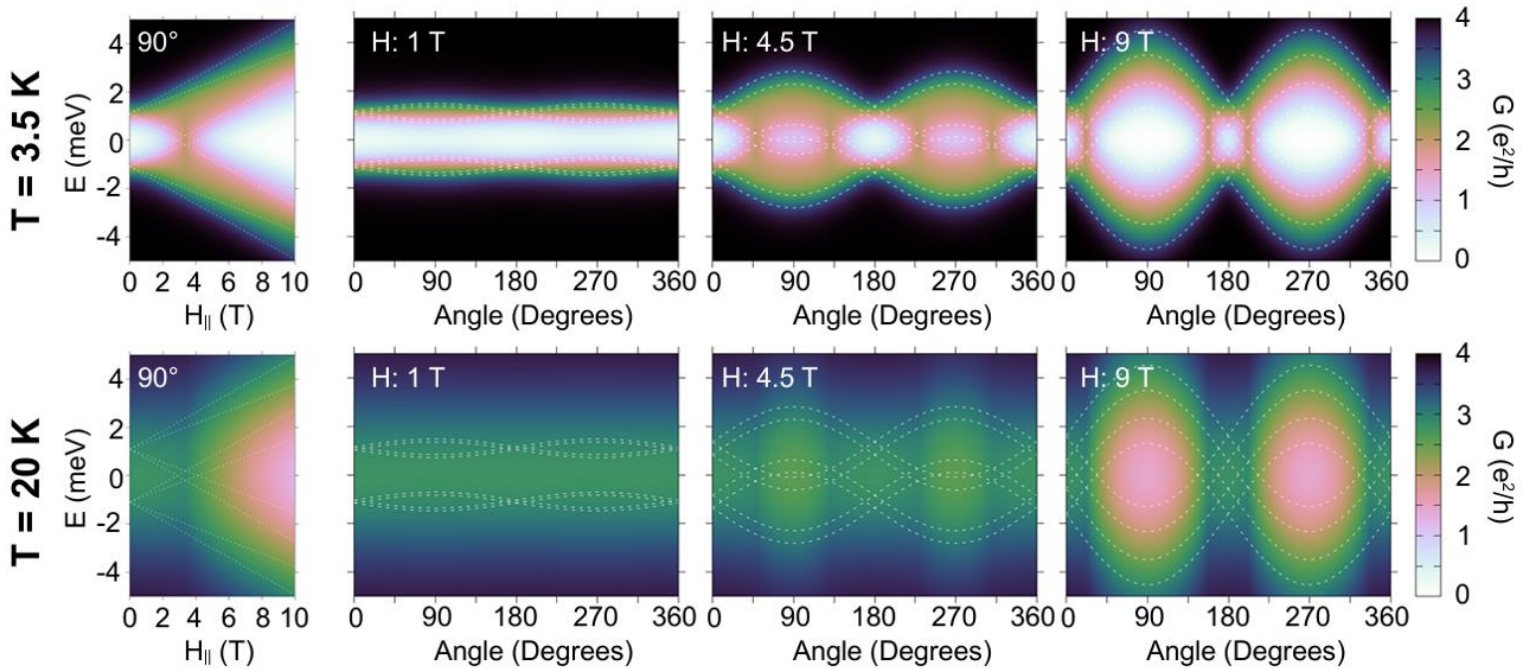 T = 3.5 K
E (meV)
4
2
0
-2
-4
90°
0 2 4 6 8 10
H|| (T)
H: 1 T
0 90 180 270 360
Angle (Degrees)
H: 4.5 T
0 90 180 270 360
Angle (Degrees)
H: 9 T
0 90 180 270 360
Angle (Degrees)
4
3
2
1
0
G (e²/h)
T = 20 K
E (meV)
4
2
0
-2
-4
90°
0 2 4 6 8 10
H|| (T)
H: 1 T
0 90 180 270 360
Angle (Degrees)
H: 4.5 T
0 90 180 270 360
Angle (Degrees)
H: 9 T
0 90 180 270 360
Angle (Degrees)
4
3
2
1
0
G (e²/h)